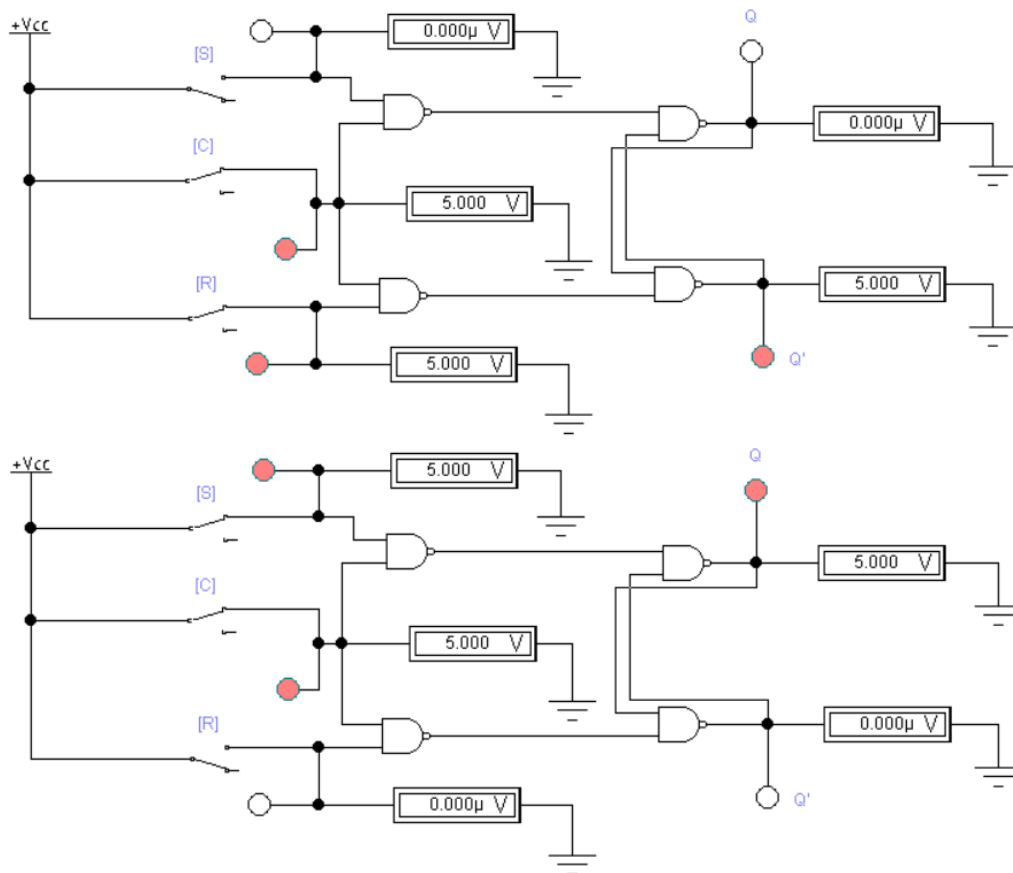 Q
+Vcc
0.000µ V
[S]
0.000µ V
[C]
5.000 V
[R]
5.000 V
5.000 V
Q'
+Vcc
5.000 V
Q
[S]
5.000 V
[C]
5.000 V
[R]
0.000µ V
0.000µ V
Q'